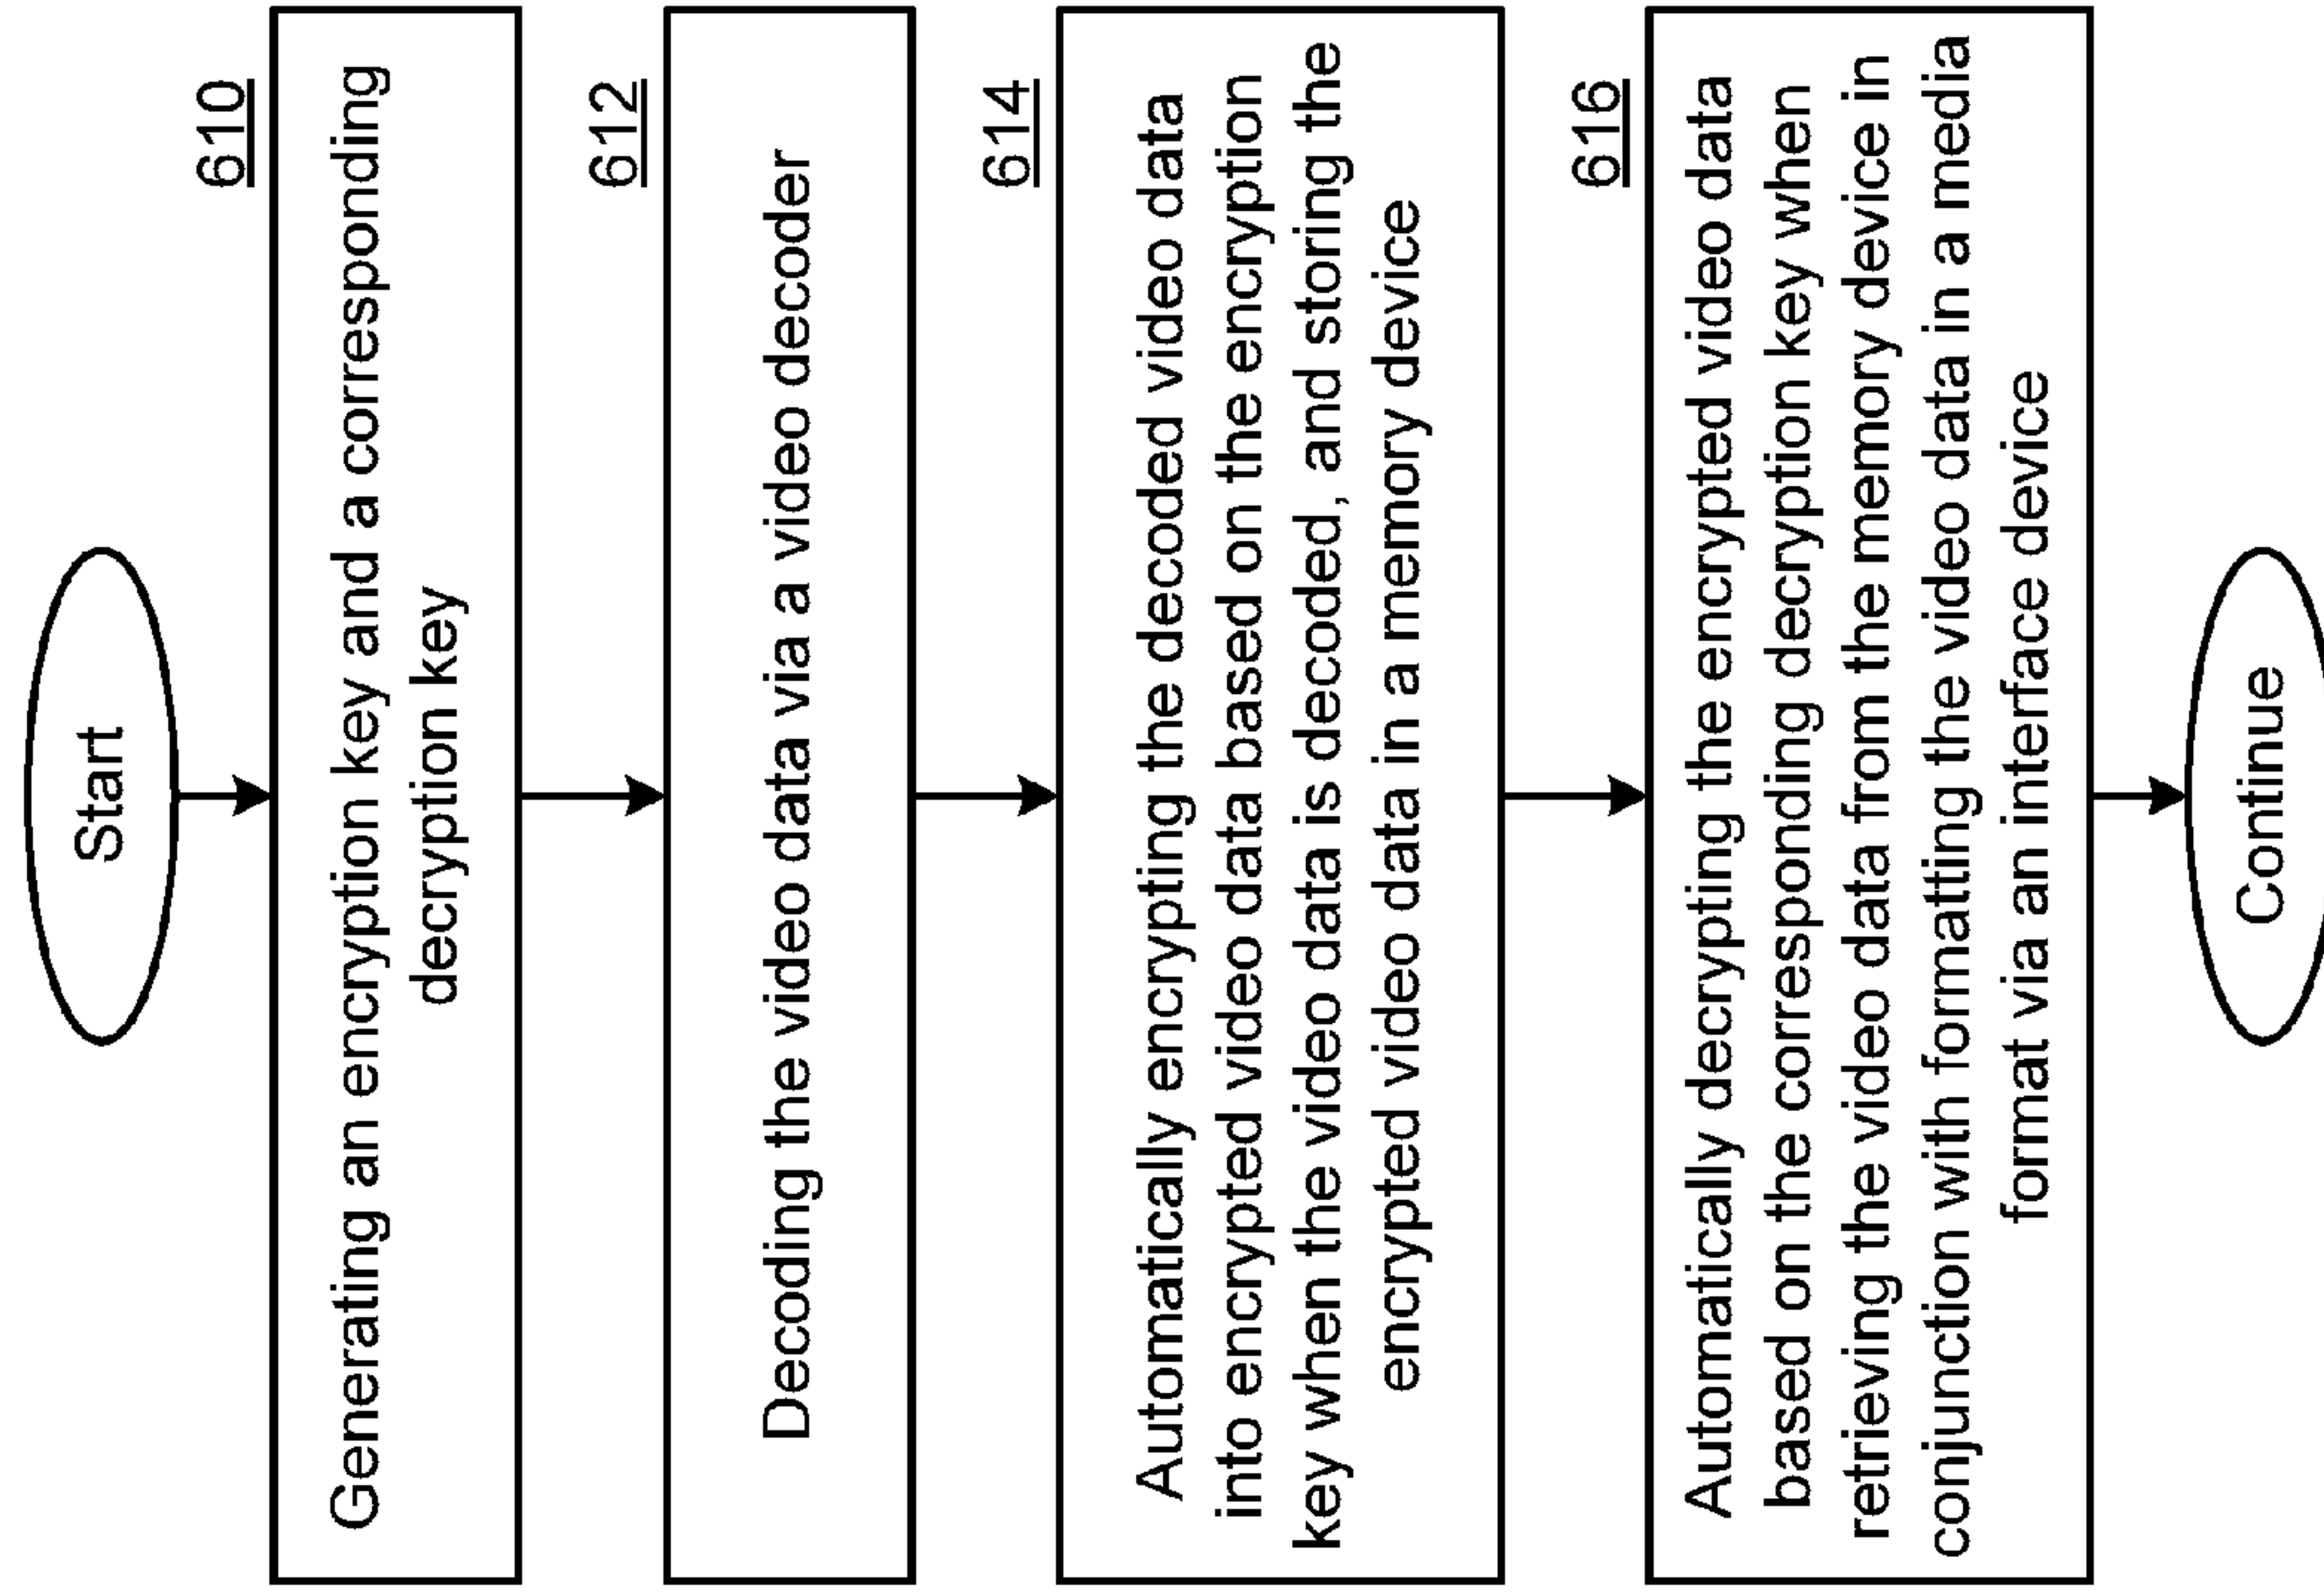 Start
610
Generating an encryption key and a corresponding
decryption key
612
Decoding the video data via a video decoder
614
Automatically encrypting the decoded video data
into encrypted video data based on the encryption
key when the video data is decoded, and storing the
encrypted video data in a memory device
616
Automatically decrypting the encrypted video data
based on the corresponding decryption key when
retrieving the video data from the memory device in
conjunction with formatting the video data in a media
format via an interface device
Continue